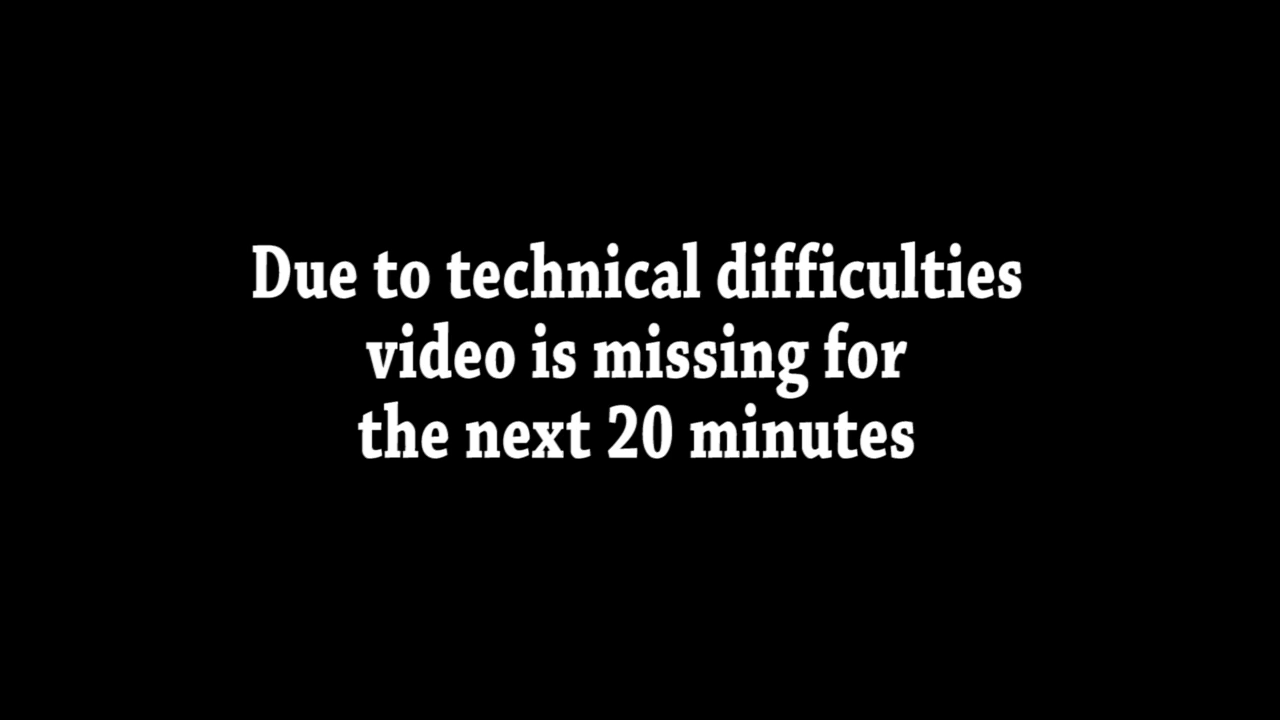 Due to technical difficulties
video is missing for
the next 20 minutes